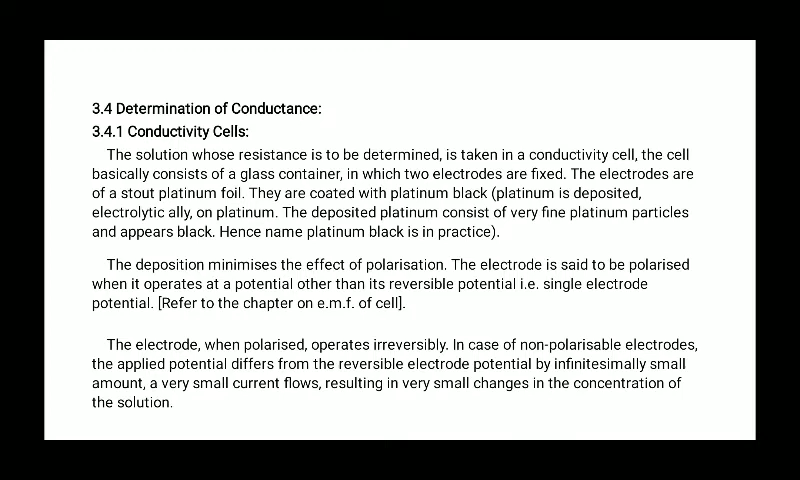 3.4 Determination of Conductance:
3.4.1 Conductivity Cells:
The solution whose resistance is to be determined, is taken in a conductivity cell, the cell
basically consists of a glass container, in which two electrodes are fixed. The electrodes are
of a stout platinum foil. They are coated with platinum black (platinum is deposited,
electrolytic ally, on platinum. The deposited platinum consist of very fine platinum particles
and appears black. Hence name platinum black is in practice).
The deposition minimises the effect of polarisation. The electrode is said to be polarised
when it operates at a potential other than its reversible potential i.e. single electrode
potential. [Refer to the chapter on e.m.f. of cell].
The electrode, when polarised, operates irreversibly. In case of non-polarisable electrodes,
the applied potential differs from the reversible electrode potential by infinitesimally small
amount, a very small current flows, resulting in very small changes in the concentration of
the solution.